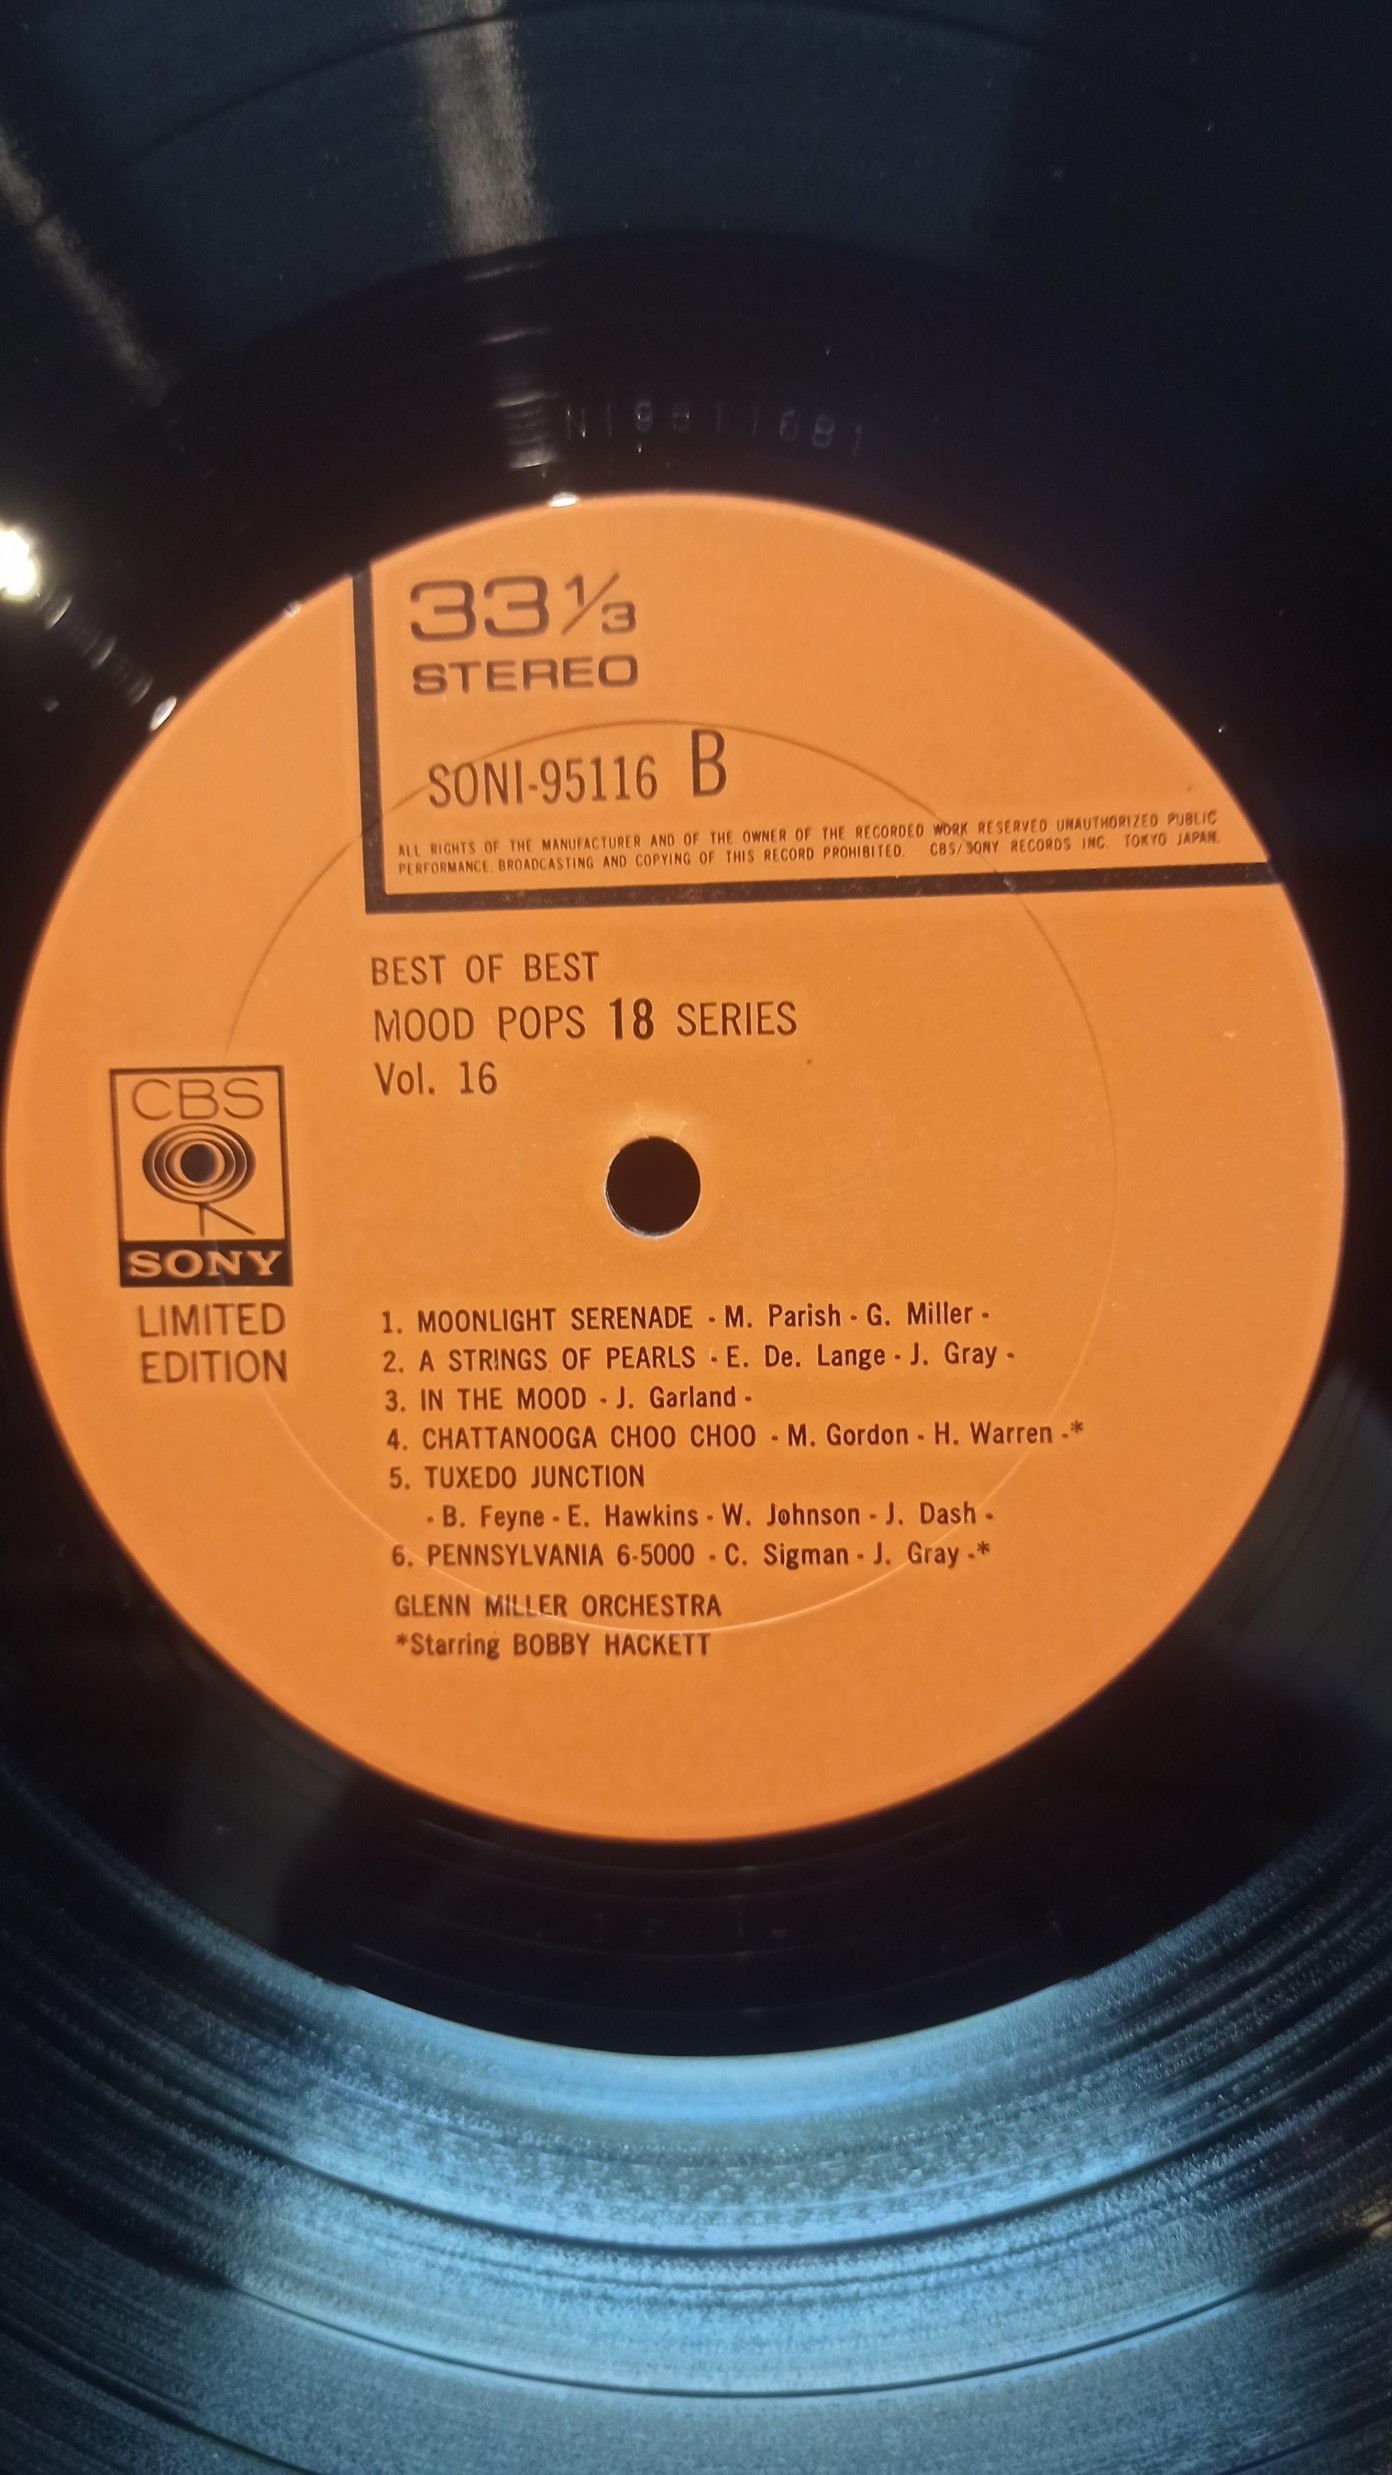 33⅓
STEREO
SONI-95116 B
ALL RIGHTS OF THE MANUFACTURER AND OF THE OWNER OF THE RECORDED WORK RESERVED UNAUTHORIZED PUBLIC
PERFORMANCE. BROADCASTING AND COPYING OF THIS RECORD PROHIBITED. CBS/SONY RECORDS INC. TOKYO JAPAN.
BEST OF BEST
MOOD POPS 18 SERIES
Vol. 16
CBS
SONY
LIMITED
EDITION
1. MOONLIGHT SERENADE - M. Parish - G. Miller -
2. A STRINGS OF PEARLS - E. De. Lange - J. Gray -
3. IN THE MOOD - J. Garland -
4. CHATTANOOGA CHOO CHOO - M. Gordon - H. Warren -*
5. TUXEDO JUNCTION
- B. Feyne - E. Hawkins - W. Johnson - J. Dash -
6. PENNSYLVANIA 6-5000 - C. Sigman - J. Gray -*
GLENN MILLER ORCHESTRA
*Starring BOBBY HACKETT